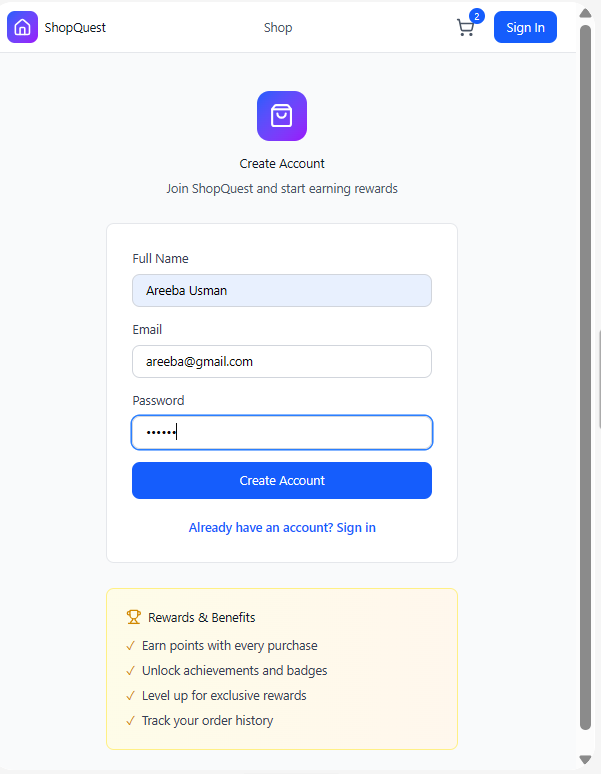 ShopQuest
Shop
2
Sign In
Create Account
Join ShopQuest and start earning rewards
Full Name
Areeba Usman
Email
areeba@gmail.com
Password
••••••
Create Account
Already have an account? Sign in
Rewards & Benefits
✓ Earn points with every purchase
✓ Unlock achievements and badges
✓ Level up for exclusive rewards
✓ Track your order history